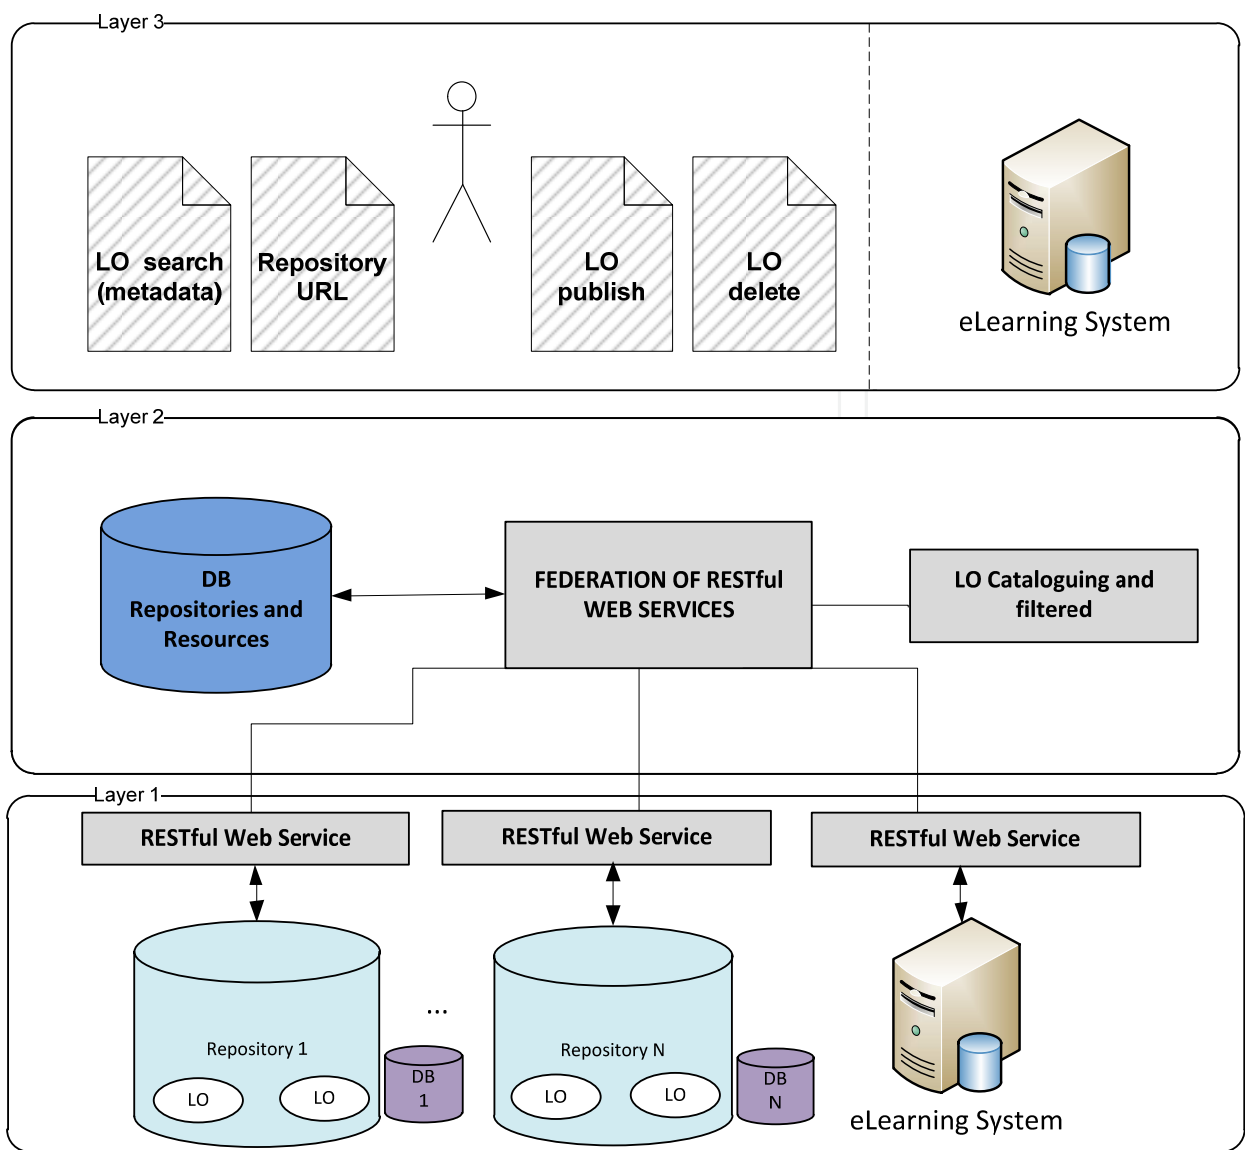 Layer 3
LO search
(metadata)
Repository
URL
LO
publish
LO
delete
eLearning System
Layer 2
DB
Repositories and
Resources
FEDERATION OF RESTful
WEB SERVICES
LO Cataloguing and
filtered
Layer 1
RESTful Web Service
RESTful Web Service
RESTful Web Service
...
Repository 1
LO
LO
DB
1
Repository N
LO
LO
DB
N
eLearning System